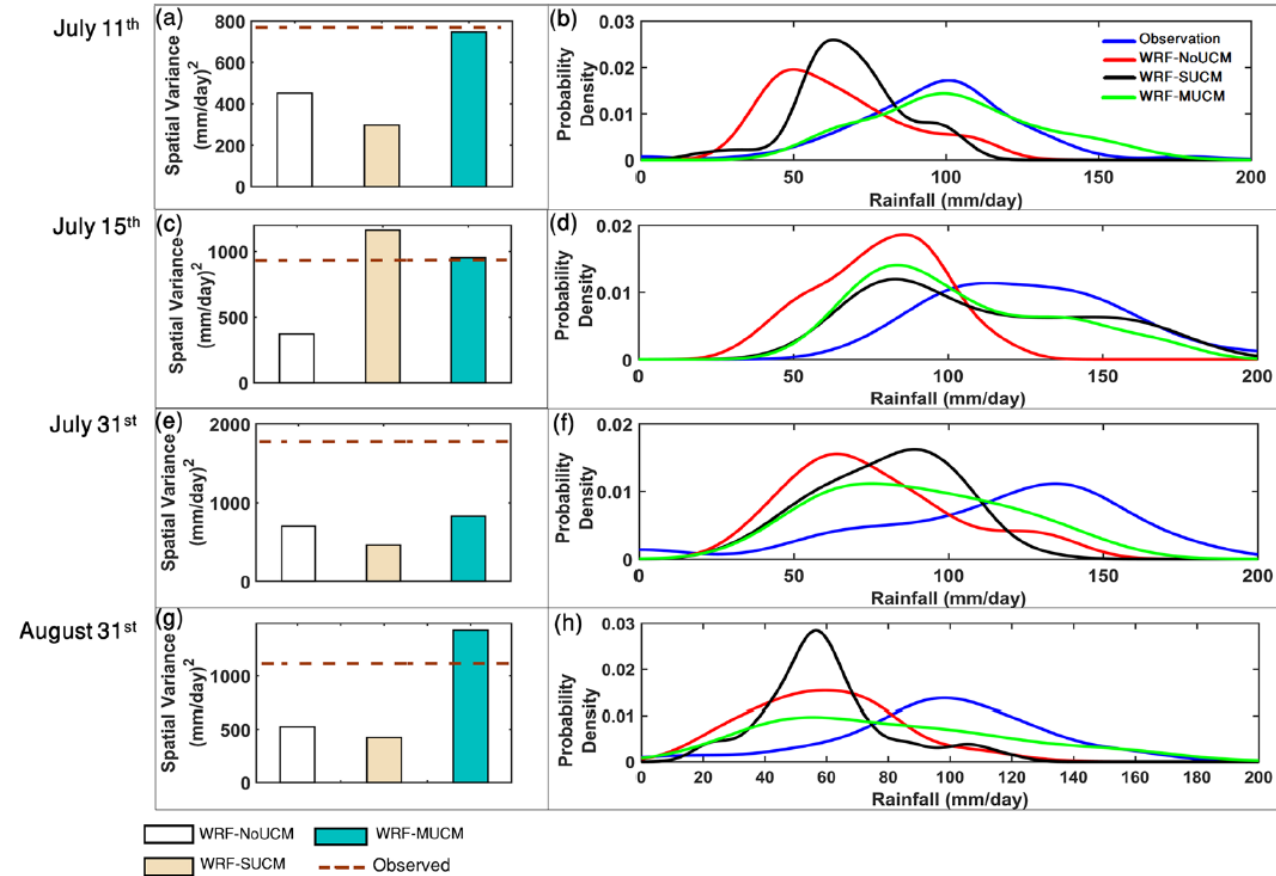 July 11th
(a)
Spatial Variance
(mm/day)²
800
600
400
200
0
(b)
Probability
Density
0.03
0.02
0.01
0
0 50 100 150 200
Rainfall (mm/day)
Observation
WRF-NoUCM
WRF-SUCM
WRF-MUCM
July 15th
(c)
Spatial Variance
(mm/day)²
1000
500
0
(d)
Probability
Density
0.02
0.01
0
0 50 100 150 200
Rainfall (mm/day)
July 31st
(e)
Spatial Variance
(mm/day)²
2000
1000
0
(f)
Probability
Density
0.02
0.01
0
0 50 100 150 200
Rainfall (mm/day)
August 31st
(g)
Spatial Variance
(mm/day)²
1000
500
0
(h)
Probability
Density
0.03
0.02
0.01
0
0 20 40 60 80 100 120 140 160 180 200
Rainfall (mm/day)
WRF-NoUCM WRF-MUCM
WRF-SUCM Observed